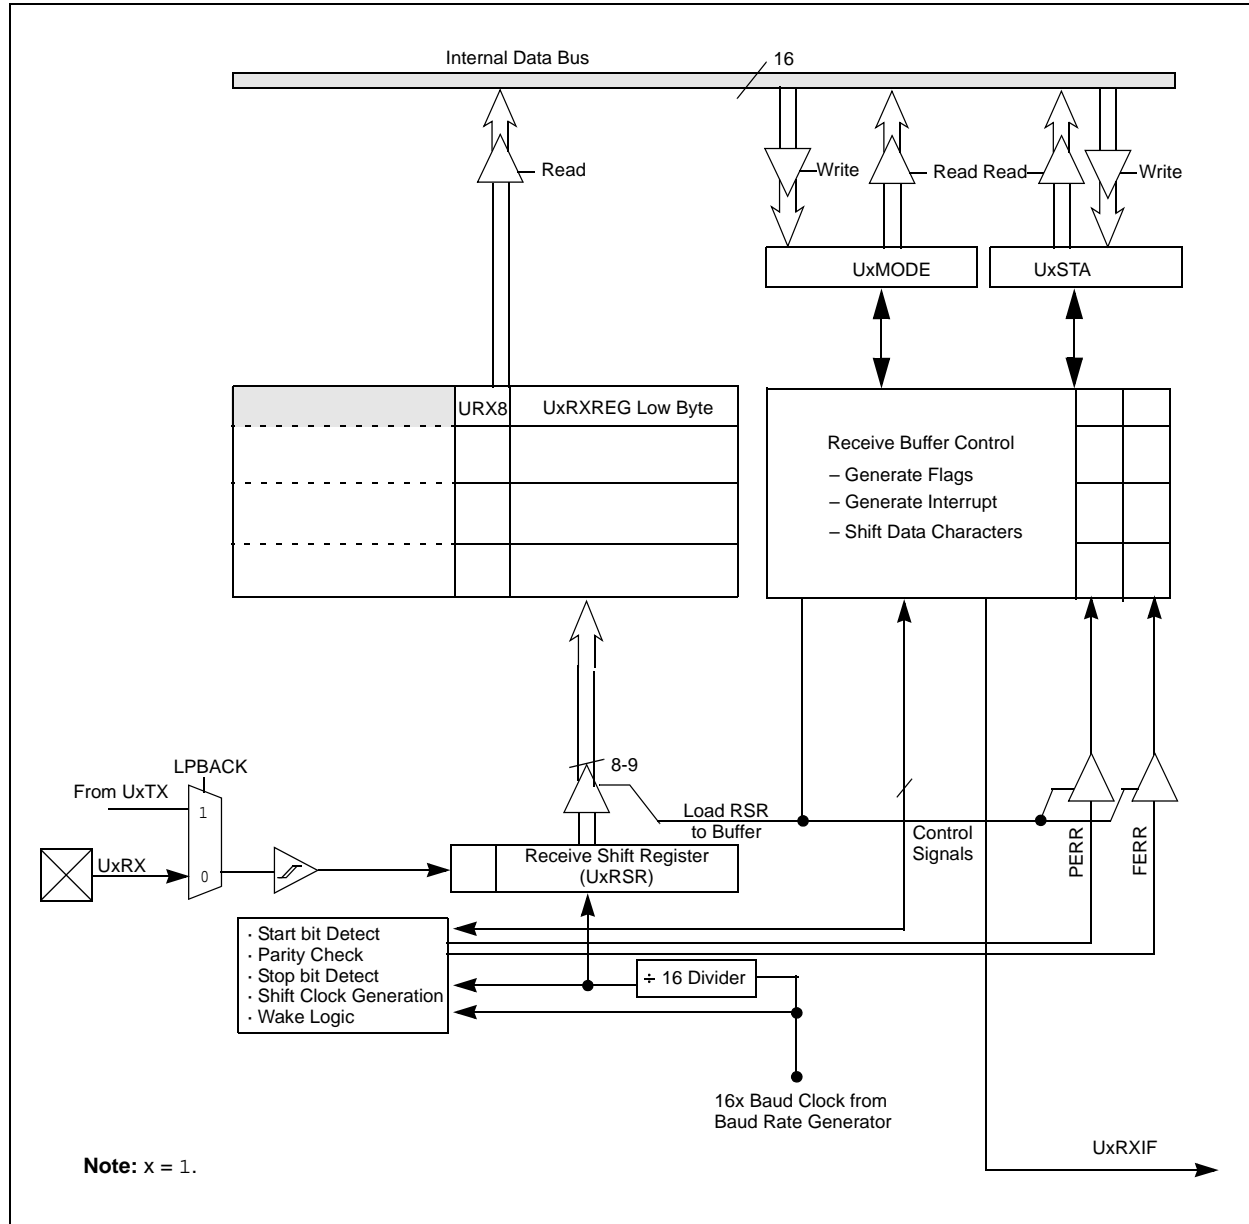 Internal Data Bus
16
Read
Write
Read Read
Write
UxMODE
UxSTA
URX8
UxRXREG Low Byte
Receive Buffer Control
– Generate Flags
– Generate Interrupt
– Shift Data Characters
LPBACK
From UxTX
1
UxRX
0
8-9
Load RSR
to Buffer
Control
Signals
PERR
FERR
Receive Shift Register
(UxRSR)
· Start bit Detect
· Parity Check
· Stop bit Detect
· Shift Clock Generation
· Wake Logic
÷ 16 Divider
16x Baud Clock from
Baud Rate Generator
UxRXIF
Note: x = 1.